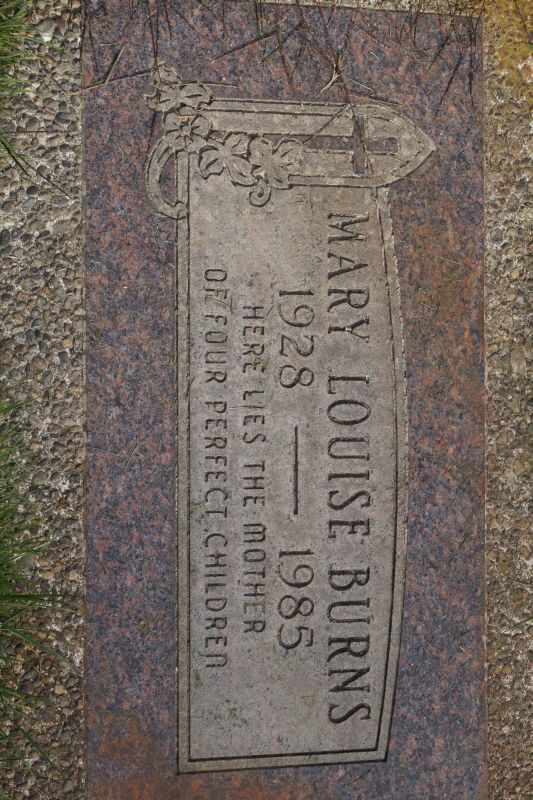 MARY LOUISE BURNS
1928 — 1985
HERE LIES THE MOTHER
OF FOUR PERFECT CHILDREN